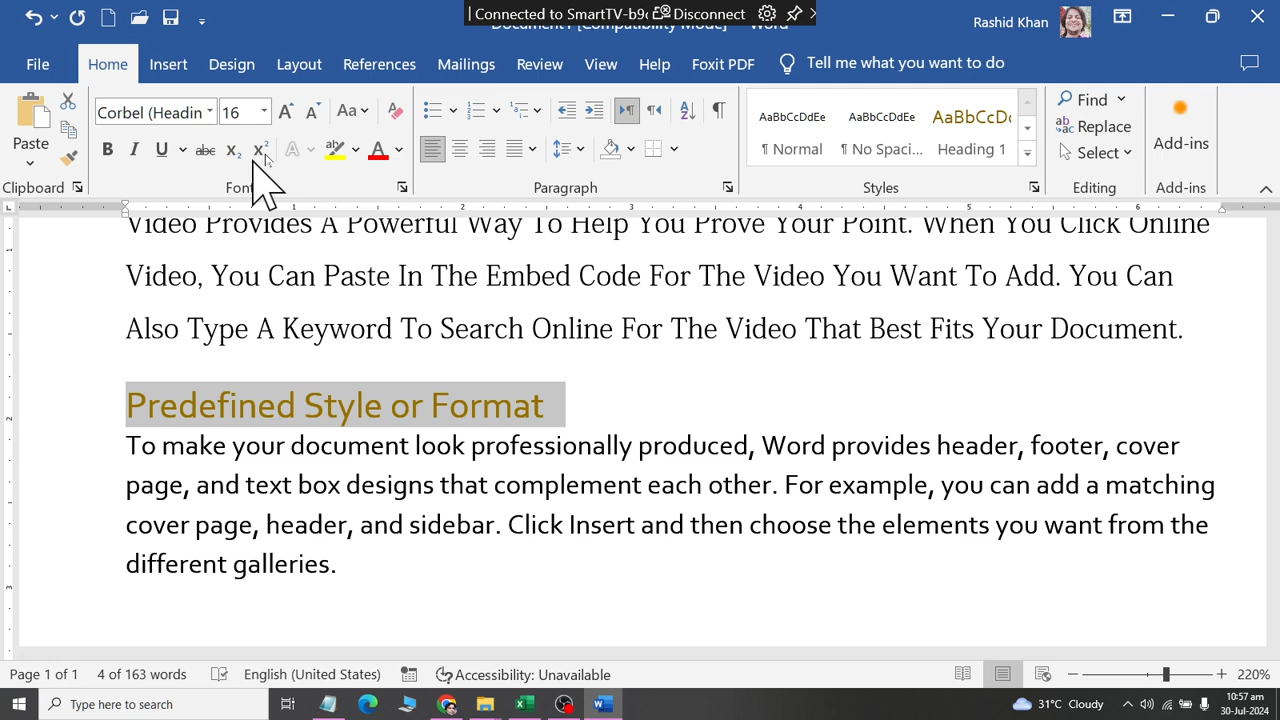 Connected to SmartTV-b9 Disconnect
[Compatibility Mode]
Rashid Khan
File Home Insert Design Layout References Mailings Review View Help Foxit PDF Tell me what you want to do
Corbel (Headin 16 Aa
Paste
B I U abc x₂ x² A ab A
AaBbCcDdEe AaBbCcDdEe AaBbCcDc
¶ Normal ¶ No Spaci... Heading 1
Find
Replace
Select
Add-ins
Clipboard Font Paragraph Styles Editing Add-ins
1 2 3 4 5 6
Video Provides A Powerful Way To Help You Prove Your Point. When You Click Online
Video, You Can Paste In The Embed Code For The Video You Want To Add. You Can
Also Type A Keyword To Search Online For The Video That Best Fits Your Document.
Predefined Style or Format
To make your document look professionally produced, Word provides header, footer, cover
page, and text box designs that complement each other. For example, you can add a matching
cover page, header, and sidebar. Click Insert and then choose the elements you want from the
different galleries.
Page 1 of 1 4 of 163 words English (United States) Accessibility: Unavailable 220%
Type here to search
31°C Cloudy
10:57 am
30-Jul-2024